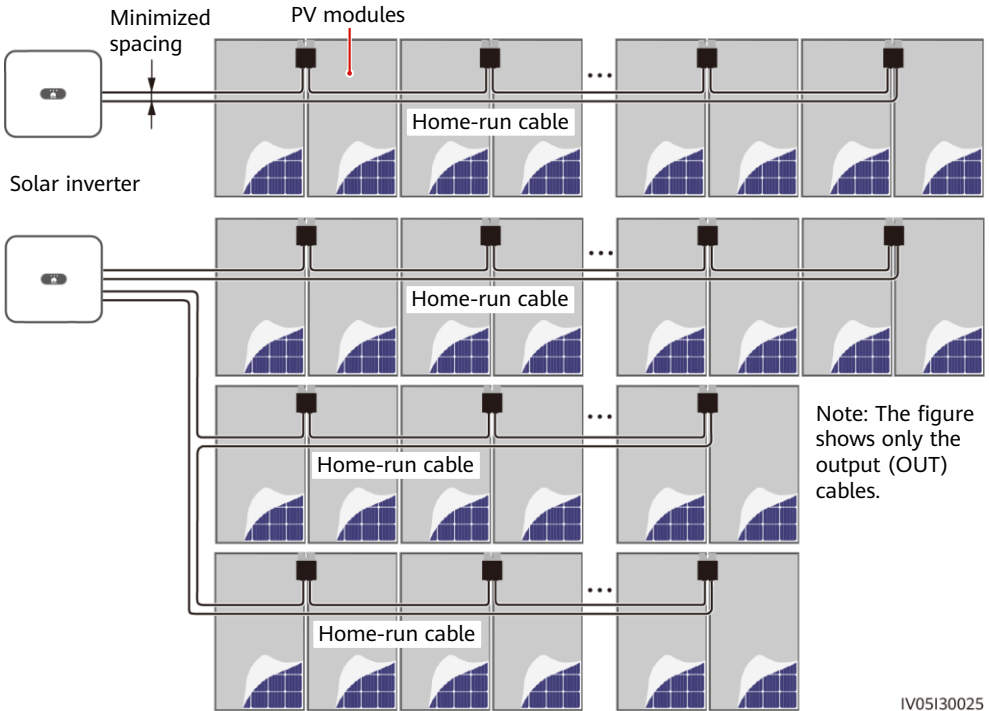 Minimized
spacing
PV modules
Home-run cable
Solar inverter
Home-run cable
Note: The figure
shows only the
output (OUT)
cables.
Home-run cable
Home-run cable
IV05I30025